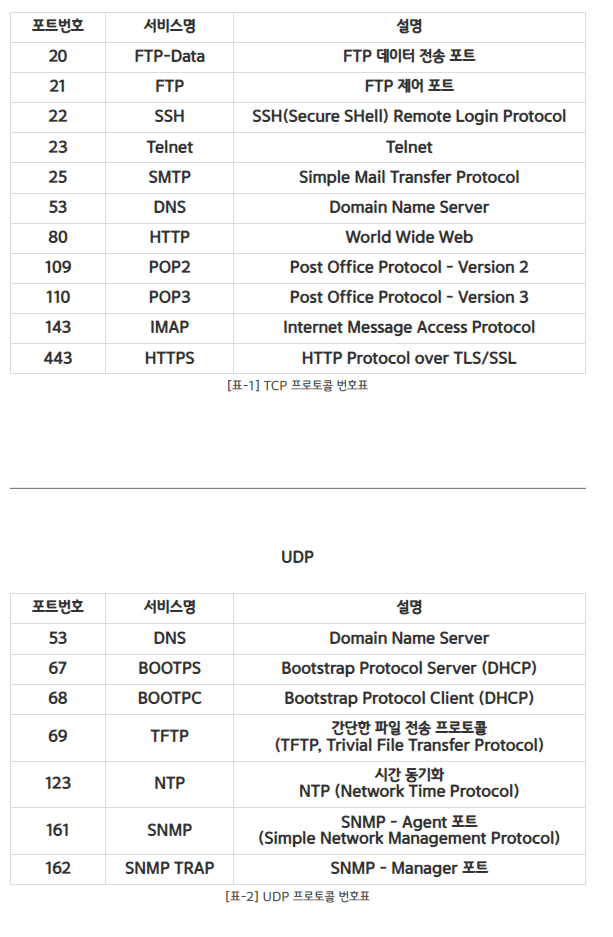 포트번호 서비스명 설명
20 FTP-Data FTP 데이터 전송 포트
21 FTP FTP 제어 포트
22 SSH SSH(Secure SHell) Remote Login Protocol
23 Telnet Telnet
25 SMTP Simple Mail Transfer Protocol
53 DNS Domain Name Server
80 HTTP World Wide Web
109 POP2 Post Office Protocol - Version 2
110 POP3 Post Office Protocol - Version 3
143 IMAP Internet Message Access Protocol
443 HTTPS HTTP Protocol over TLS/SSL
[표-1] TCP 프로토콜 번호표
UDP
포트번호 서비스명 설명
53 DNS Domain Name Server
67 BOOTPS Bootstrap Protocol Server (DHCP)
68 BOOTPC Bootstrap Protocol Client (DHCP)
69 TFTP 간단한 파일 전송 프로토콜
(TFTP, Trivial File Transfer Protocol)
123 NTP 시간 동기화
NTP (Network Time Protocol)
161 SNMP SNMP - Agent 포트
(Simple Network Management Protocol)
162 SNMP TRAP SNMP - Manager 포트
[표-2] UDP 프로토콜 번호표